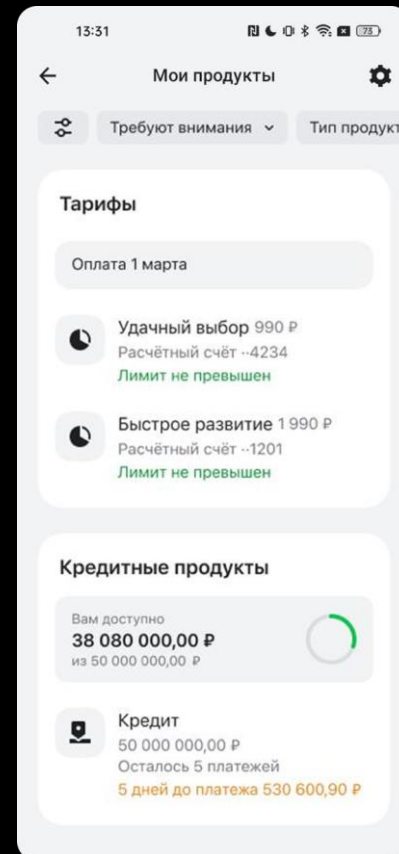 13:31
73
Мои продукты
Требуют внимания
Тип продукт
Тарифы
Оплата 1 марта
Удачный выбор 990 ₽
Расчётный счёт ··4234
Лимит не превышен
Быстрое развитие 1 990 ₽
Расчётный счёт ··1201
Лимит не превышен
Кредитные продукты
Вам доступно
38 080 000,00 ₽
из 50 000 000,00 ₽
Кредит
50 000 000,00 ₽
Осталось 5 платежей
5 дней до платежа 530 600,90 ₽